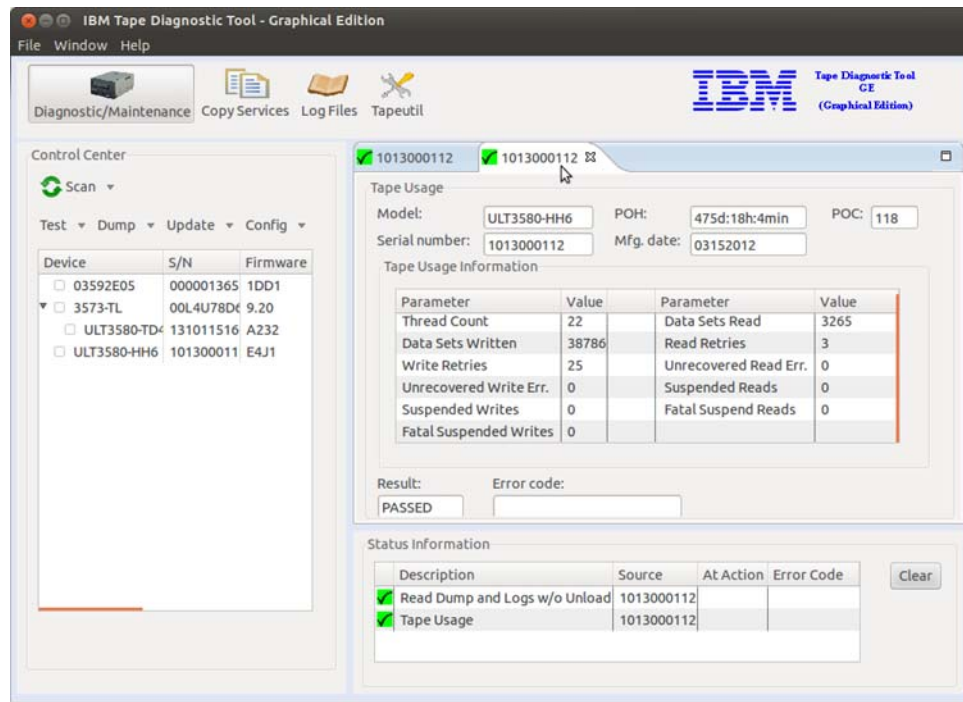 IBM Tape Diagnostic Tool - Graphical Edition
File Window Help
Diagnostic/Maintenance Copy Services Log Files Tapeutil
IBM
Tape Diagnostic Tool
GE
(Graphical Edition)
Control Center
Scan
Test Dump Update Config
Device S/N Firmware
03592E05 000001365 1DD1
3573-TL 00L4U78D6 9.20
ULT3580-TD4 131011516 A232
ULT3580-HH6 101300011 E4J1
1013000112 1013000112
Tape Usage
Model: ULT3580-HH6 POH: 475d:18h:4min POC: 118
Serial number: 1013000112 Mfg. date: 03152012
Tape Usage Information
Parameter Value Parameter Value
Thread Count 22 Data Sets Read 3265
Data Sets Written 38786 Read Retries 3
Write Retries 25 Unrecovered Read Err. 0
Unrecovered Write Err. 0 Suspended Reads 0
Suspended Writes 0 Fatal Suspend Reads 0
Fatal Suspended Writes 0
Result: Error code:
PASSED
Status Information
Description Source At Action Error Code Clear
Read Dump and Logs w/o Unload 1013000112
Tape Usage 1013000112